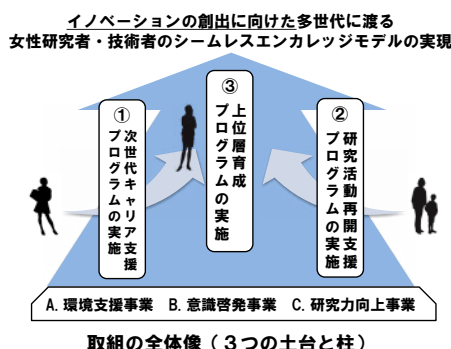 イノベーションの創出に向けた多世代に渡る
女性研究者・技術者のシームレスエンカレッジモデルの実現
①
次世代キャリア支援
プログラムの実施
③
上位層育成
プログラムの実施
②
研究活動再開支援
プログラムの実施
A. 環境支援事業 B. 意識啓発事業 C. 研究力向上事業
取組の全体像(3つの土台と柱)